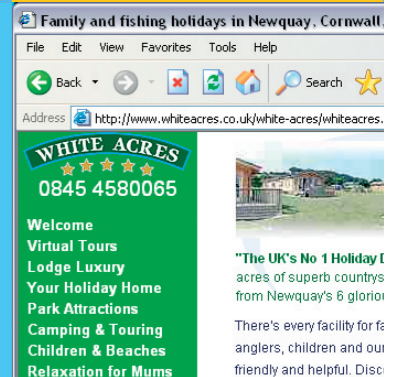 Family and fishing holidays in Newquay, Cornwall,
File Edit View Favorites Tools Help
Back Search
Address http://www.whiteacres.co.uk/white-acres/whiteacres.
WHITE ACRES
0845 4580065
Welcome
Virtual Tours
Lodge Luxury
Your Holiday Home
Park Attractions
Camping & Touring
Children & Beaches
Relaxation for Mums
"The UK's No 1 Holiday
acres of superb countrys
from Newquay's 6 glorio
There's every facility for fa
anglers, children and our
friendly and helpful. Disc